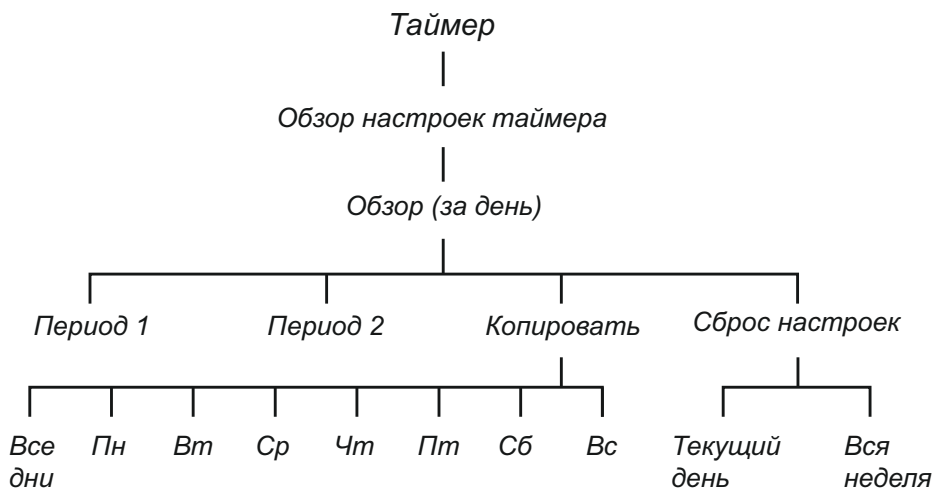 Таймер
Обзор настроек таймера
Обзор (за день)
Период 1 Период 2 Копировать Сброс настроек
Все дни Пн Вт Ср Чт Пт Сб Вс Текущий день Вся неделя